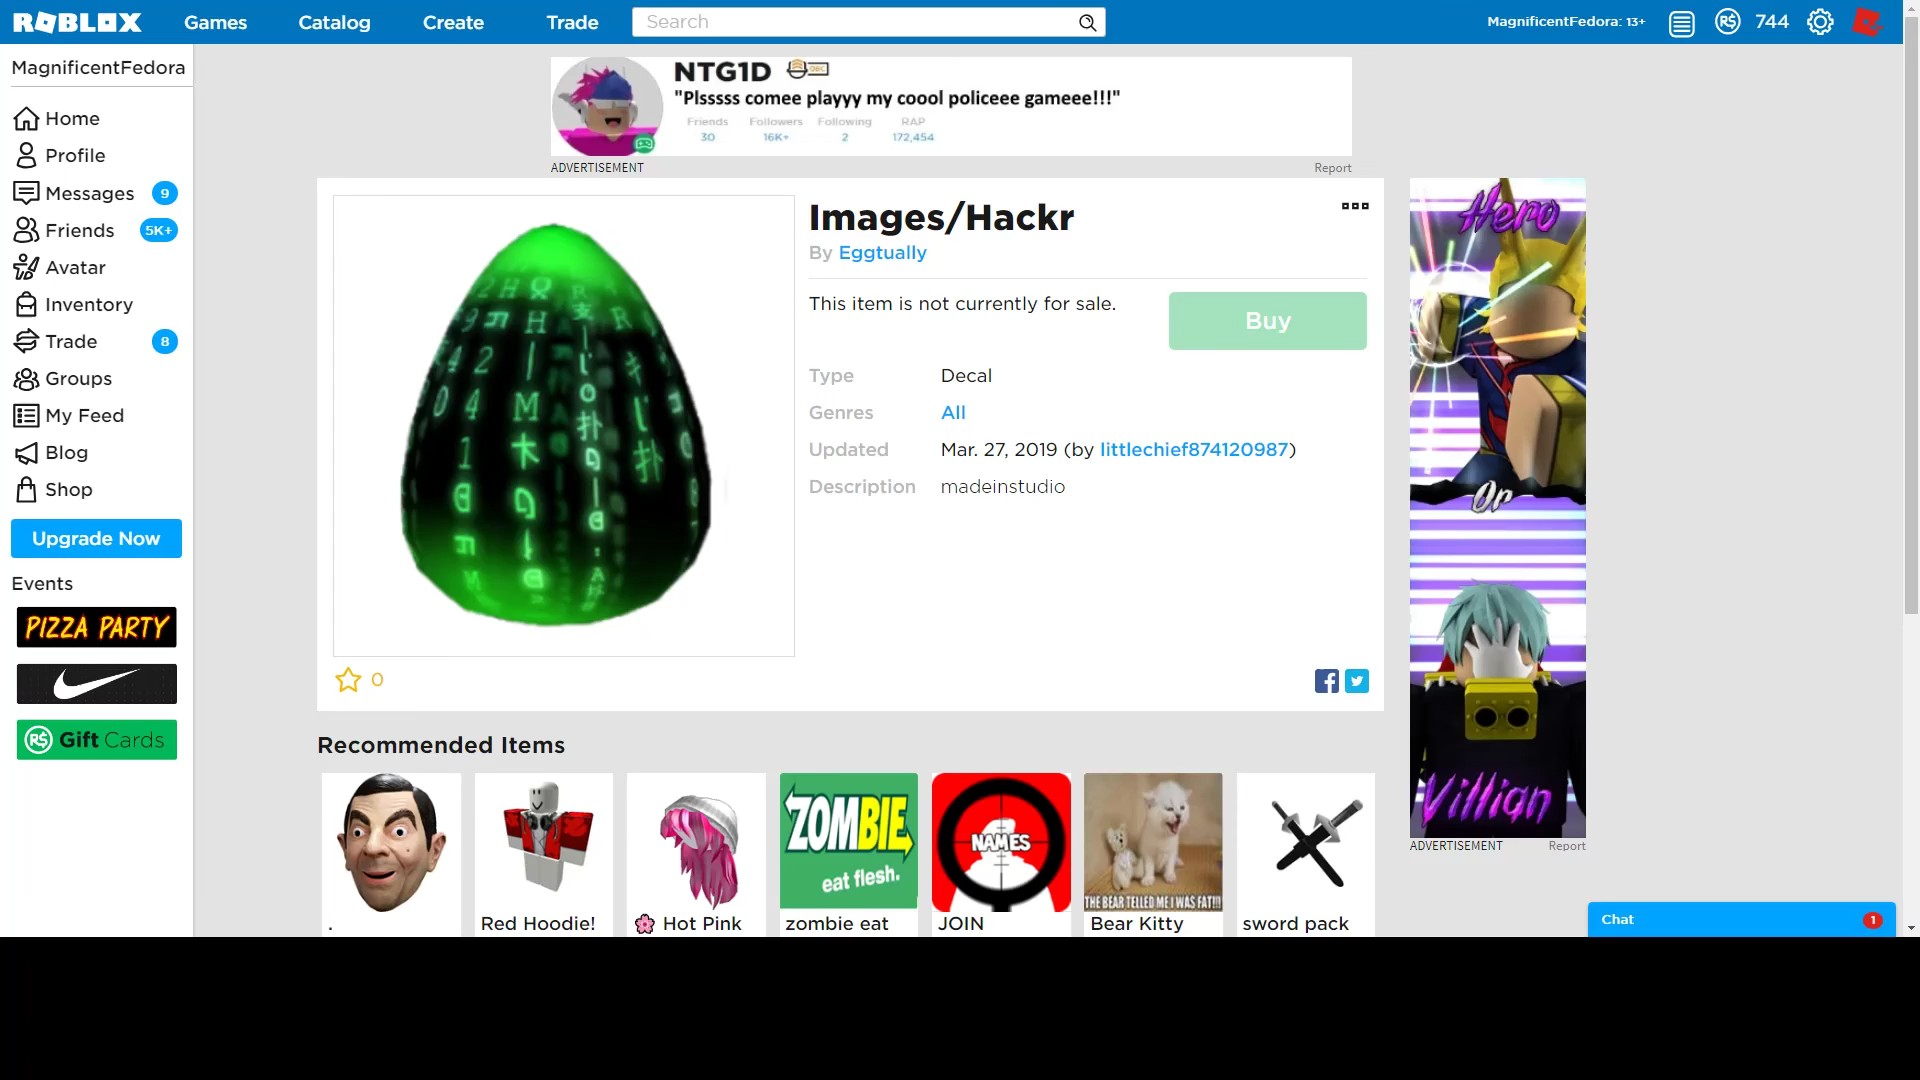 ROBLOX
Games
Catalog
Create
Trade
Search
MagnificentFedora: 13+
744
MagnificentFedora
Home
Profile
Messages 9
Friends 5K+
Avatar
Inventory
Trade 8
Groups
My Feed
Blog
Shop
Upgrade Now
Events
PIZZA PARTY
Gift Cards
NTG1D OBC
"Plsssss comee playyy my coool policeee gameee!!!"
Friends Followers Following RAP
30 16K+ 2 172,454
ADVERTISEMENT Report
Images/Hackr
By Eggtually
This item is not currently for sale.
Buy
Type Decal
Genres All
Updated Mar. 27, 2019 (by littlechief874120987)
Description madeinstudio
0
Hero
Or
Villian
ADVERTISEMENT Report
Recommended Items
ZOMBIE
eat flesh.
NAMES
THE BEAR TELLED ME I WAS FAT!!!
.
Red Hoodie!
🌸 Hot Pink
zombie eat
JOIN
Bear Kitty
sword pack
Chat 1